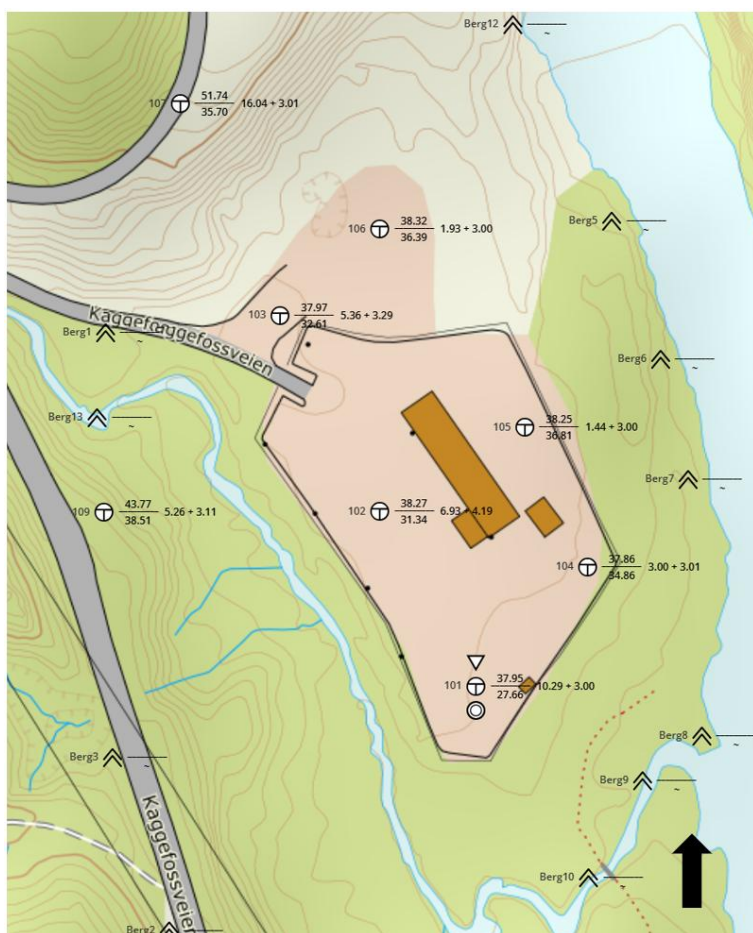 Berg12
107 51.74 16.04 + 3.01
35.70
Berg5
~
106 38.32 1.93 + 3.00
36.39
103 37.97 5.36 + 3.29
32.61
Berg1
~
Berg6
~
Berg13
~
105 38.25 1.44 + 3.00
36.81
Berg7
~
109 43.77 5.26 + 3.11
38.51
102 38.27 6.93 + 4.19
31.34
104 37.86 3.00 + 3.01
34.86
101 37.95 10.29 + 3.00
27.66
Berg8
~
Berg3
~
Berg9
~
Kaggefossveien
Berg10
~
Berg2